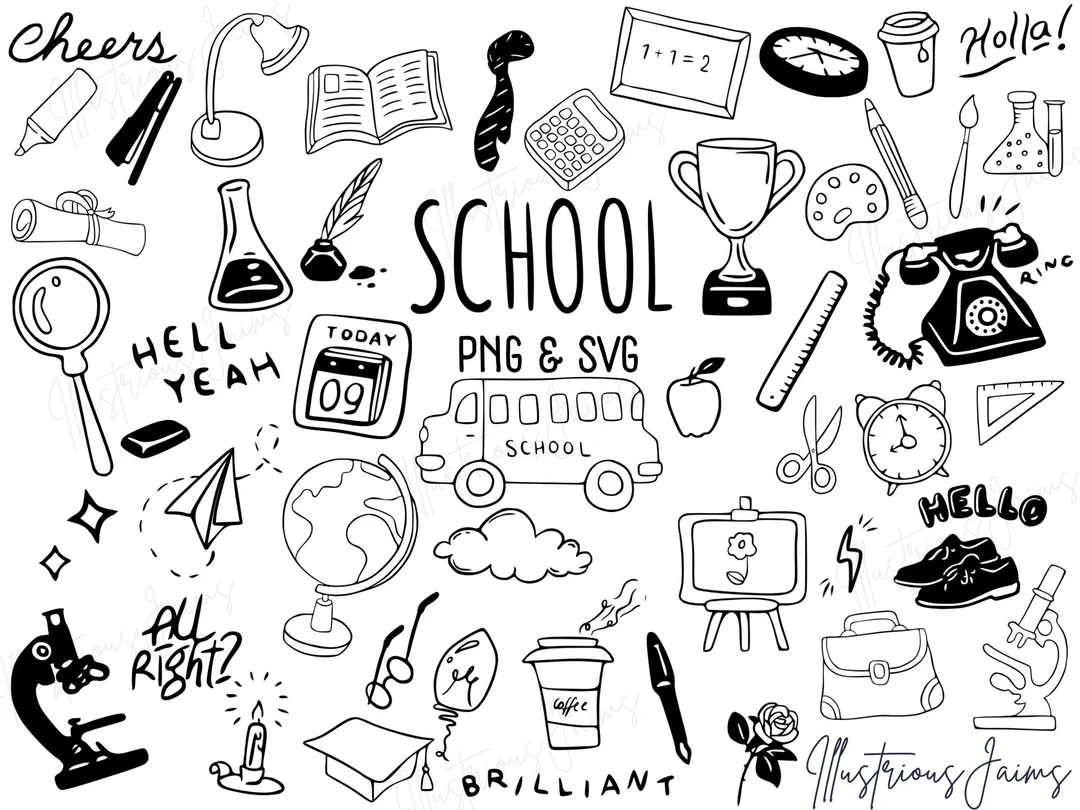 Cheers
1+1=2
Holla!
SCHOOL
RING
HELL
YEAH
TODAY
09
PNG & SVG
SCHOOL
HELLO
ALL
Right?
coffee
BRILLIANT
Illustrious Jaims